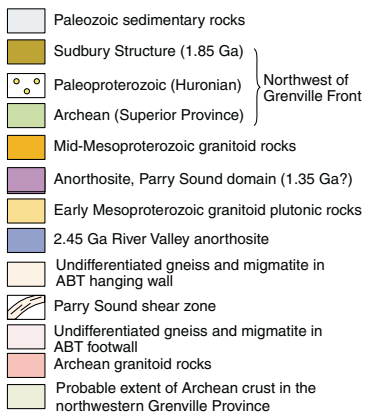 Paleozoic sedimentary rocks
Sudbury Structure (1.85 Ga)
Paleoproterozoic (Huronian)
Northwest of
Grenville Front
Archean (Superior Province)
Mid-Mesoproterozoic granitoid rocks
Anorthosite, Parry Sound domain (1.35 Ga?)
Early Mesoproterozoic granitoid plutonic rocks
2.45 Ga River Valley anorthosite
Undifferentiated gneiss and migmatite in
ABT hanging wall
Parry Sound shear zone
Undifferentiated gneiss and migmatite in
ABT footwall
Archean granitoid rocks
Probable extent of Archean crust in the
northwestern Grenville Province